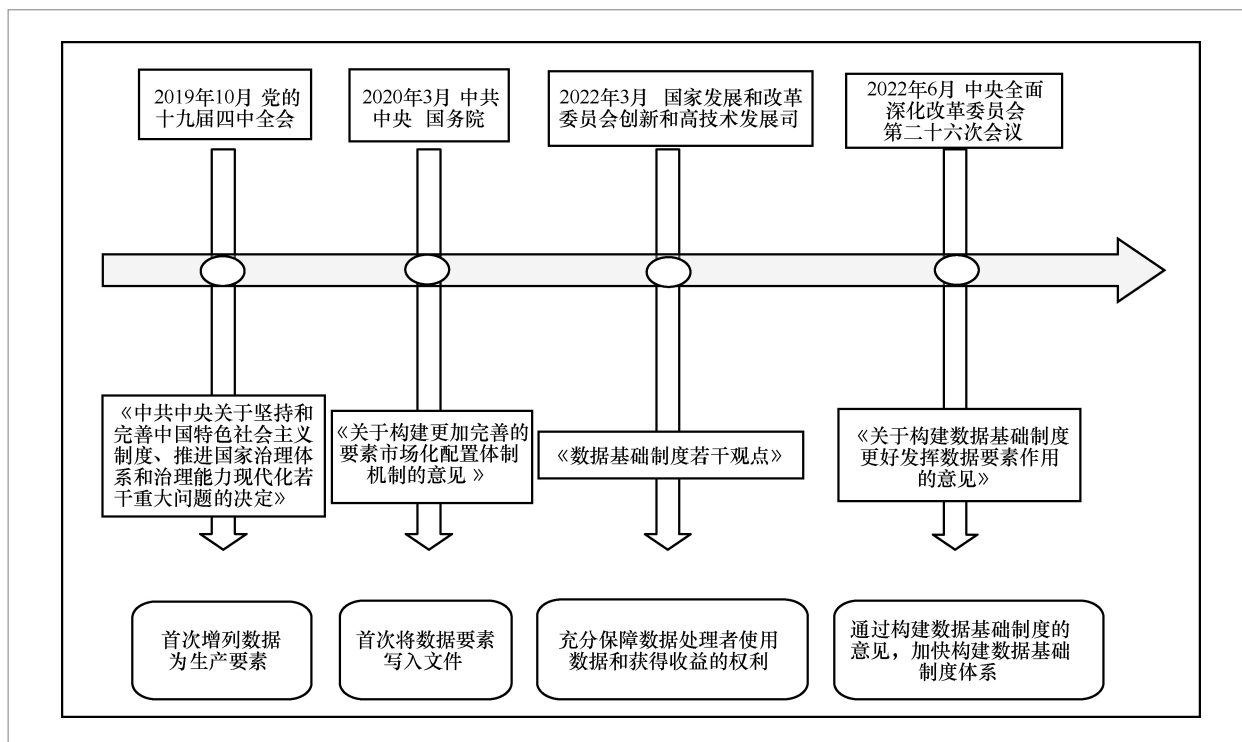 2019年10月 党的
十九届四中全会
2020年3月 中共
中央 国务院
2022年3月 国家发展和改革
委员会创新和高技术发展司
2022年6月 中央全面
深化改革委员会
第二十六次会议
《中共中央关于坚持和
完善中国特色社会主义
制度、推进国家治理体
系和治理能力现代化若
干重大问题的决定》
《关于构建更加完善的
要素市场化配置体制
机制的意见 》
《数据基础制度若干观点》
《关于构建数据基础制度
更好发挥数据要素作用
的意见》
首次增列数据
为生产要素
首次将数据要素
写入文件
充分保障数据处理者使用
数据和获得收益的权利
通过构建数据基础制度的
意见，加快构建数据基础
制度体系